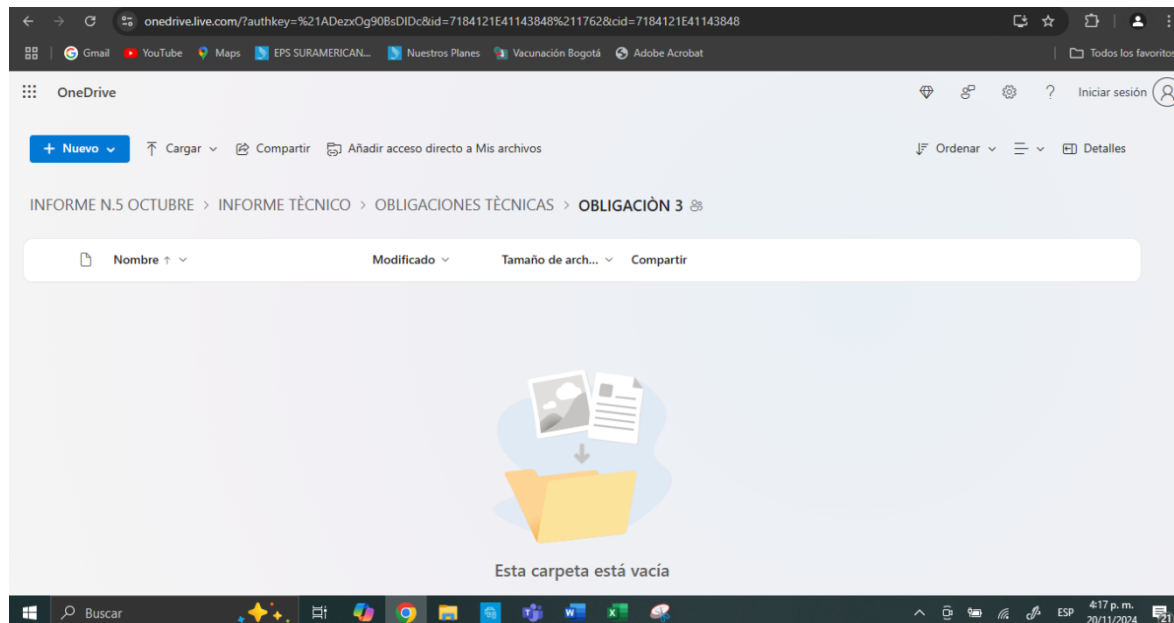 onedrive.live.com/?authkey=%21ADezxOg90BsDIDc&id=7184121E41143848%211762&cid=7184121E41143848
Gmail YouTube Maps EPS SURAMERICAN... Nuestros Planes Vacunación Bogotá Adobe Acrobat Todos los favoritos
OneDrive ? Iniciar sesión
+ Nuevo Cargar Compartir Añadir acceso directo a Mis archivos Ordenar Detalles
INFORME N.5 OCTUBRE > INFORME TÈCNICO > OBLIGACIONES TÈCNICAS > OBLIGACIÒN 3
Nombre ↑ Modificado Tamaño de arch... Compartir
Esta carpeta está vacía
Buscar ESP 4:17 p. m.
20/11/2024 21